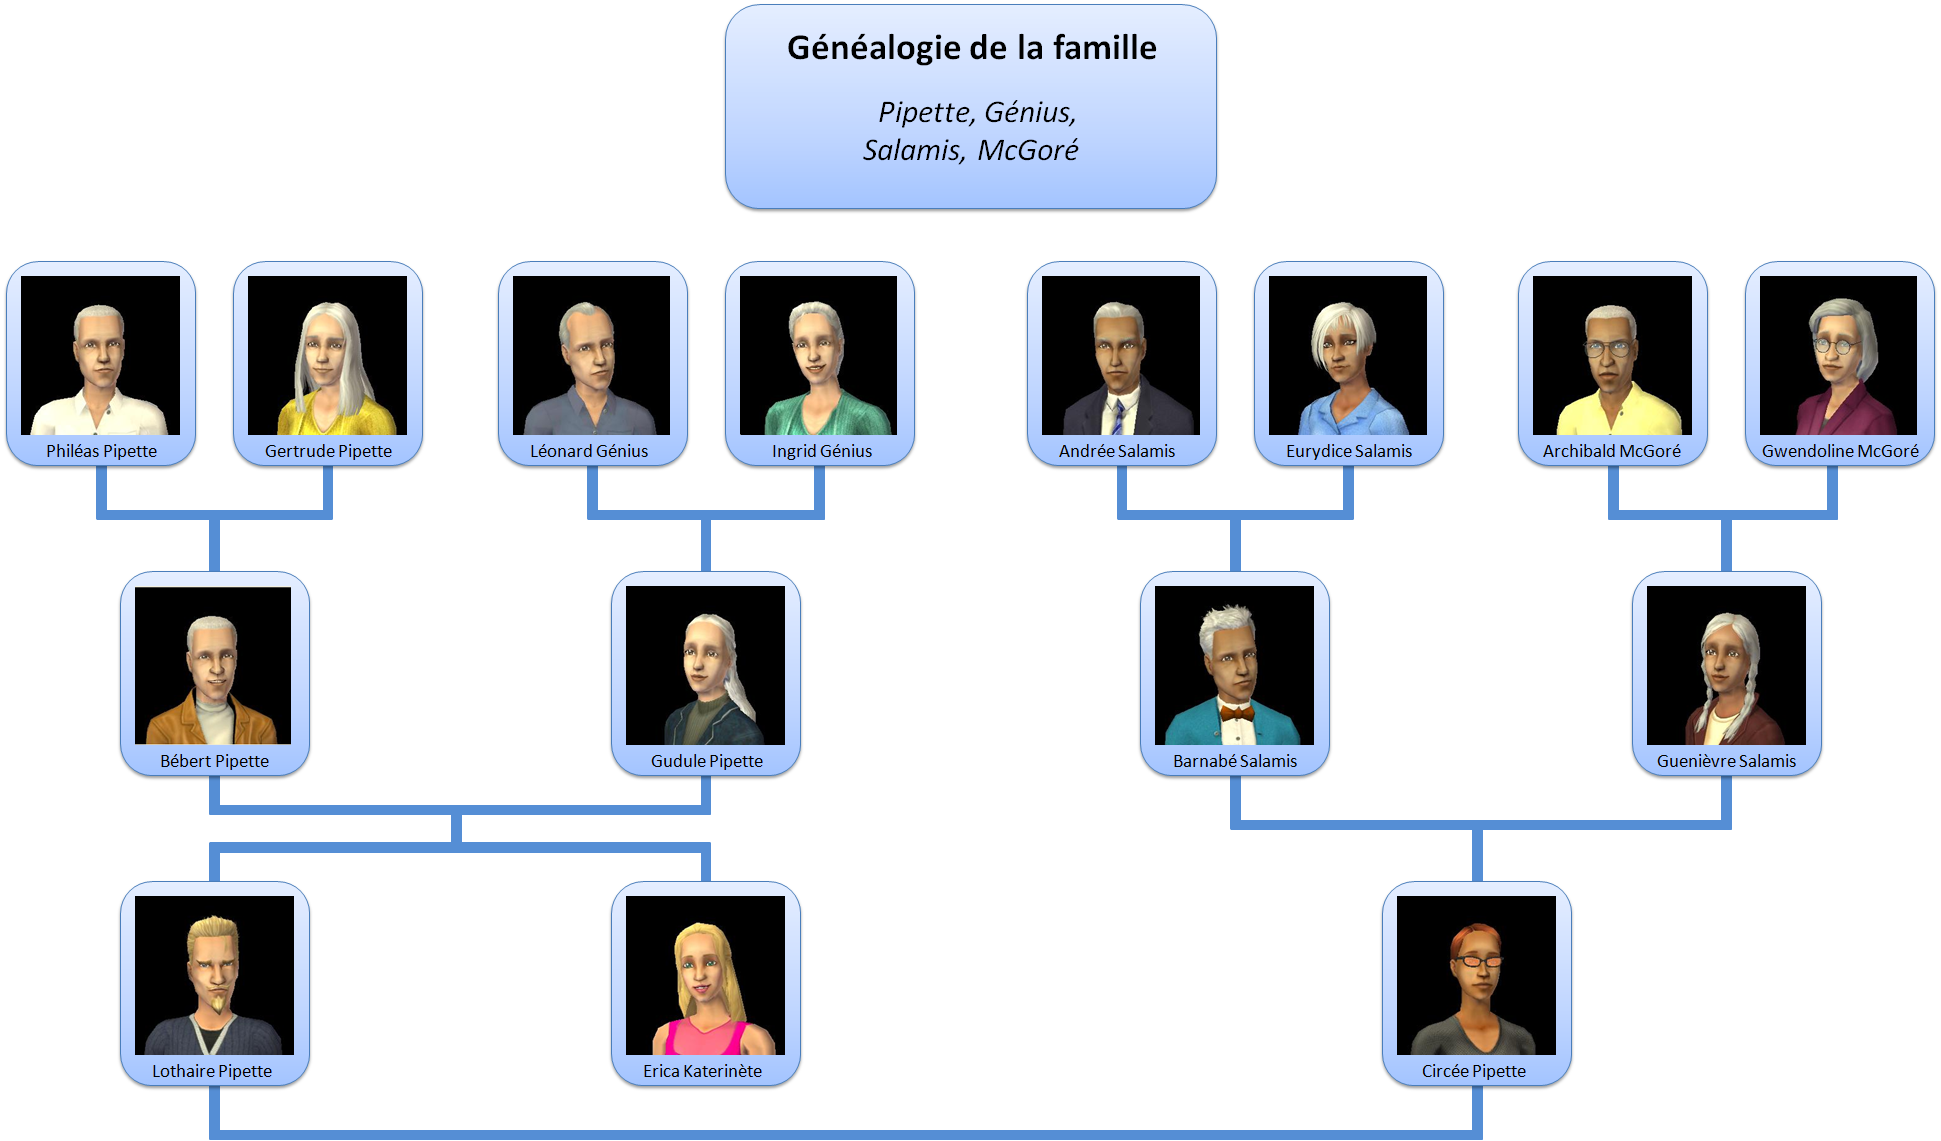 Généalogie de la famille
Pipette, Génius,
Salamis, McGoré
Philéas Pipette
Gertrude Pipette
Léonard Génius
Ingrid Génius
Andrée Salamis
Eurydice Salamis
Archibald McGoré
Gwendoline McGoré
Bébert Pipette
Gudule Pipette
Barnabé Salamis
Guenièvre Salamis
Lothaire Pipette
Erica Katerinète
Circée Pipette